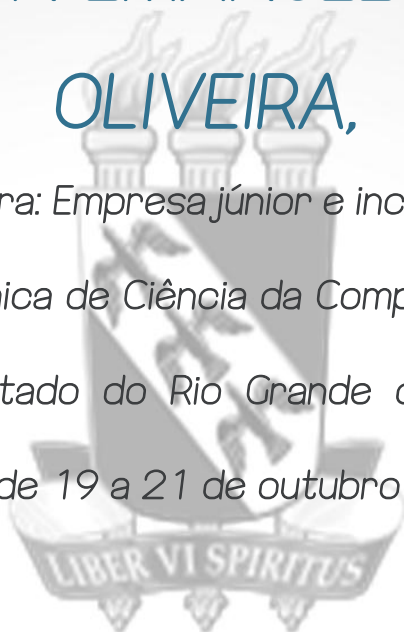 OLIVEIRA,
ra: Empresa júnior e inc
ica de Ciência da Comp
tado do Rio Grande
de 19 a 21 de outubro
LIBER VI SPIRITUS